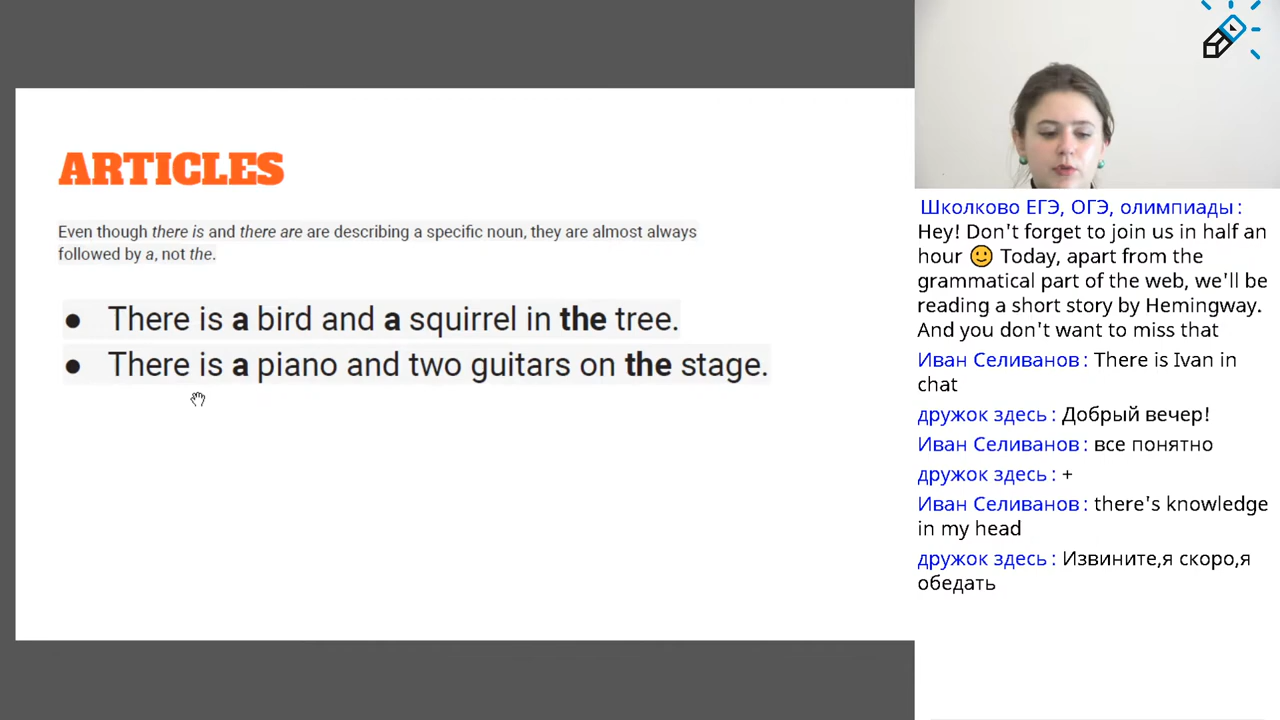 ARTICLES
Even though there is and there are are describing a specific noun, they are almost always
followed by a, not the.
● There is a bird and a squirrel in the tree.
● There is a piano and two guitars on the stage.
Школково ЕГЭ, ОГЭ, олимпиады :
Hey! Don't forget to join us in half an
hour 🙂 Today, apart from the
grammatical part of the web, we'll be
reading a short story by Hemingway.
And you don't want to miss that
Иван Селиванов : There is Ivan in
chat
дружок здесь : Добрый вечер!
Иван Селиванов : все понятно
дружок здесь : +
Иван Селиванов : there's knowledge
in my head
дружок здесь : Извините,я скоро,я
обедать